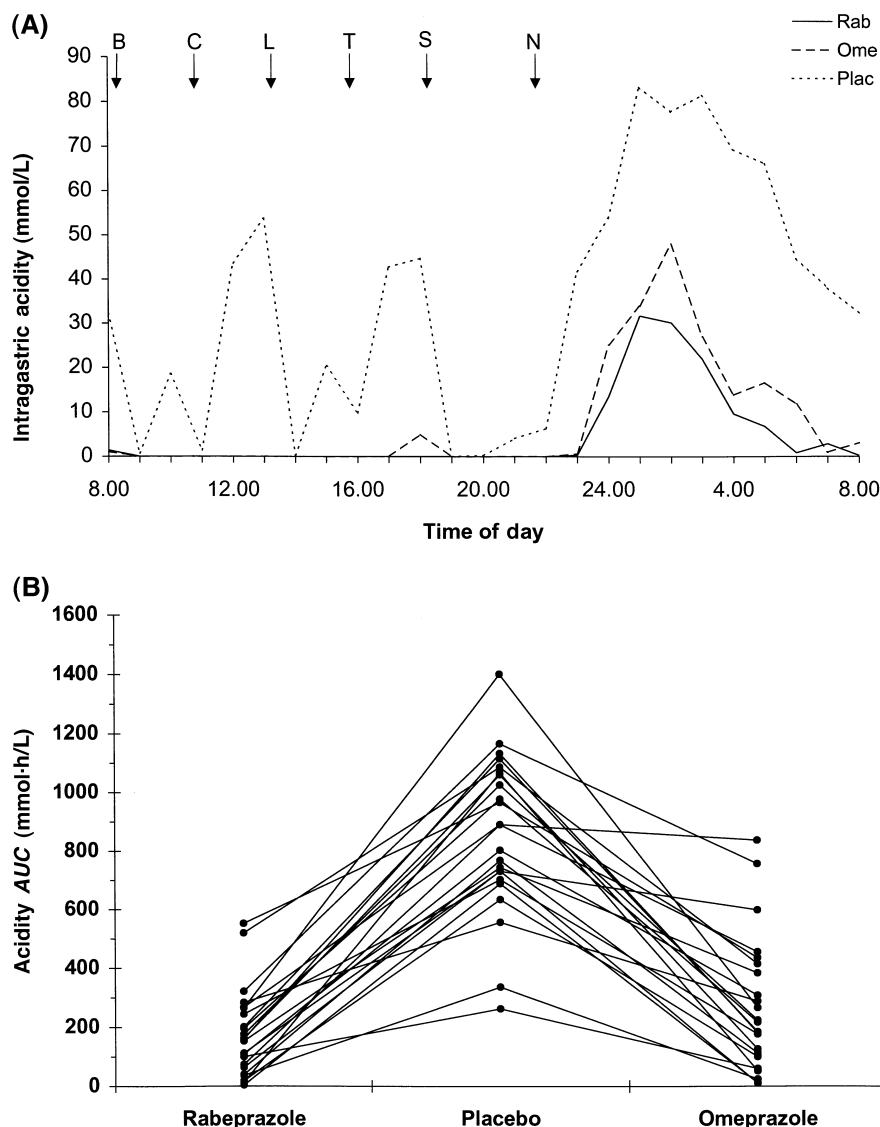 (A)
B C L T S N
Rab
Ome
Plac
90
80
70
60
50
40
30
20
10
0
Intragastric acidity (mmol/L)
8.00 12.00 16.00 20.00 24.00 4.00 8.00
Time of day
(B)
1600
1400
1200
1000
800
600
400
200
0
Acidity AUC (mmol·h/L)
Rabeprazole Placebo Omeprazole